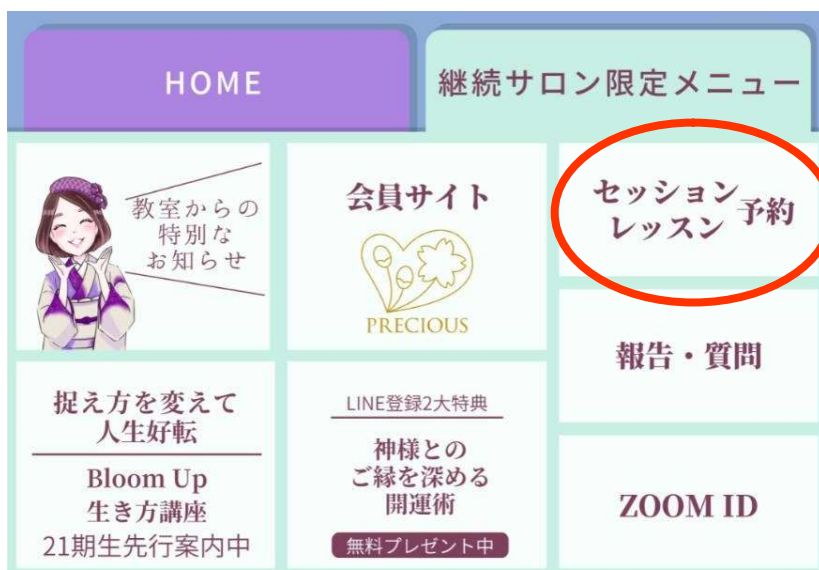 HOME
継続サロン限定メニュー
教室からの
特別な
お知らせ
会員サイト
PRECIOUS
セッション
レッスン
予約
報告・質問
捉え方を変えて
人生好転
Bloom Up
生き方講座
21期生先行案内中
LINE登録2大特典
神様との
ご縁を深める
開運術
無料プレゼント中
ZOOM ID